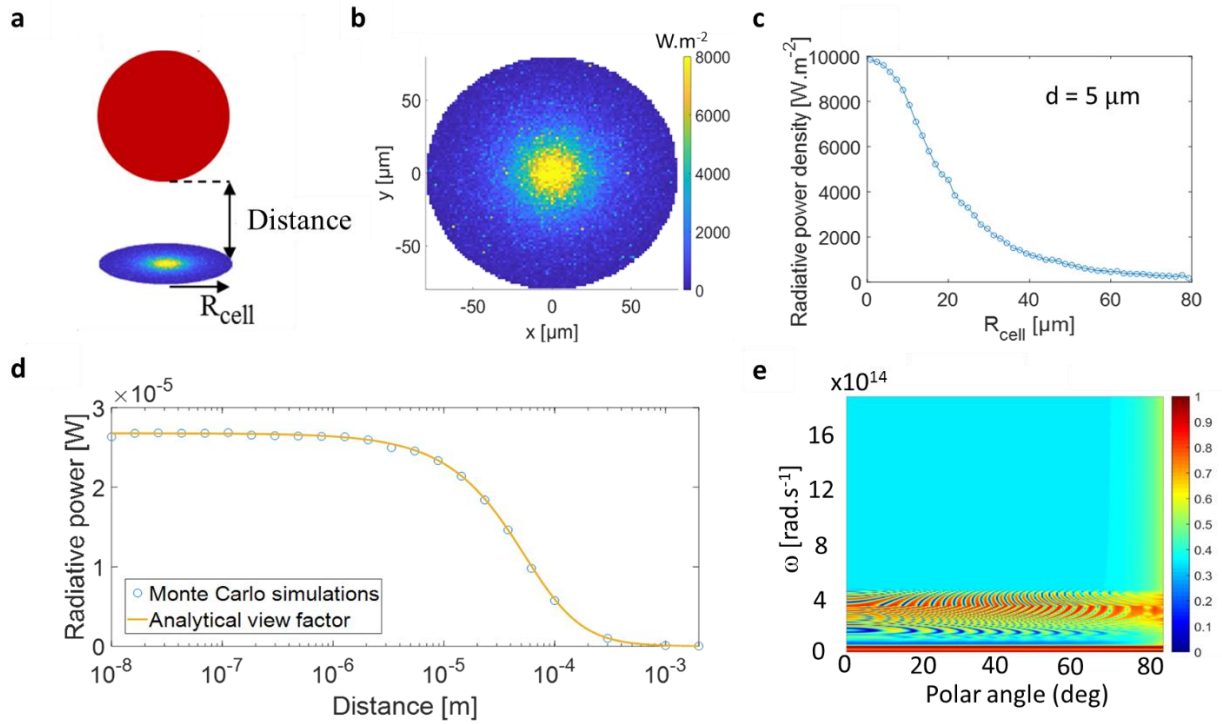 a
Distance
R_cell
b
W.m⁻²
8000
6000
4000
2000
0
50
0
-50
y [µm]
-50
0
50
x [µm]
c
10000
8000
6000
4000
2000
0
Radiative power density [W.m⁻²]
d = 5 µm
0
20
40
60
80
R_cell [µm]
d
×10⁻⁵
3
2
1
0
Radiative power [W]
Monte Carlo simulations
Analytical view factor
10⁻⁸
10⁻⁷
10⁻⁶
10⁻⁵
10⁻⁴
10⁻³
Distance [m]
e
x10¹⁴
16
12
8
4
0
ω [rad.s⁻¹]
0
20
40
60
80
Polar angle (deg)
1
0.9
0.8
0.7
0.6
0.5
0.4
0.3
0.2
0.1
0